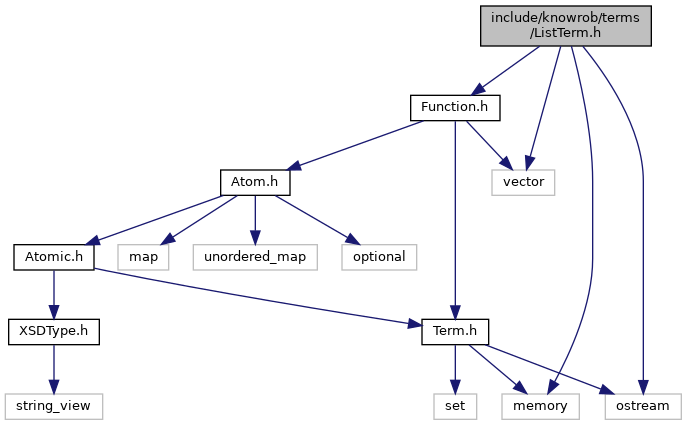 include/knowrob/terms
/ListTerm.h
Function.h
Atom.h
vector
Atomic.h
map
unordered_map
optional
XSDType.h
Term.h
string_view
set
memory
ostream